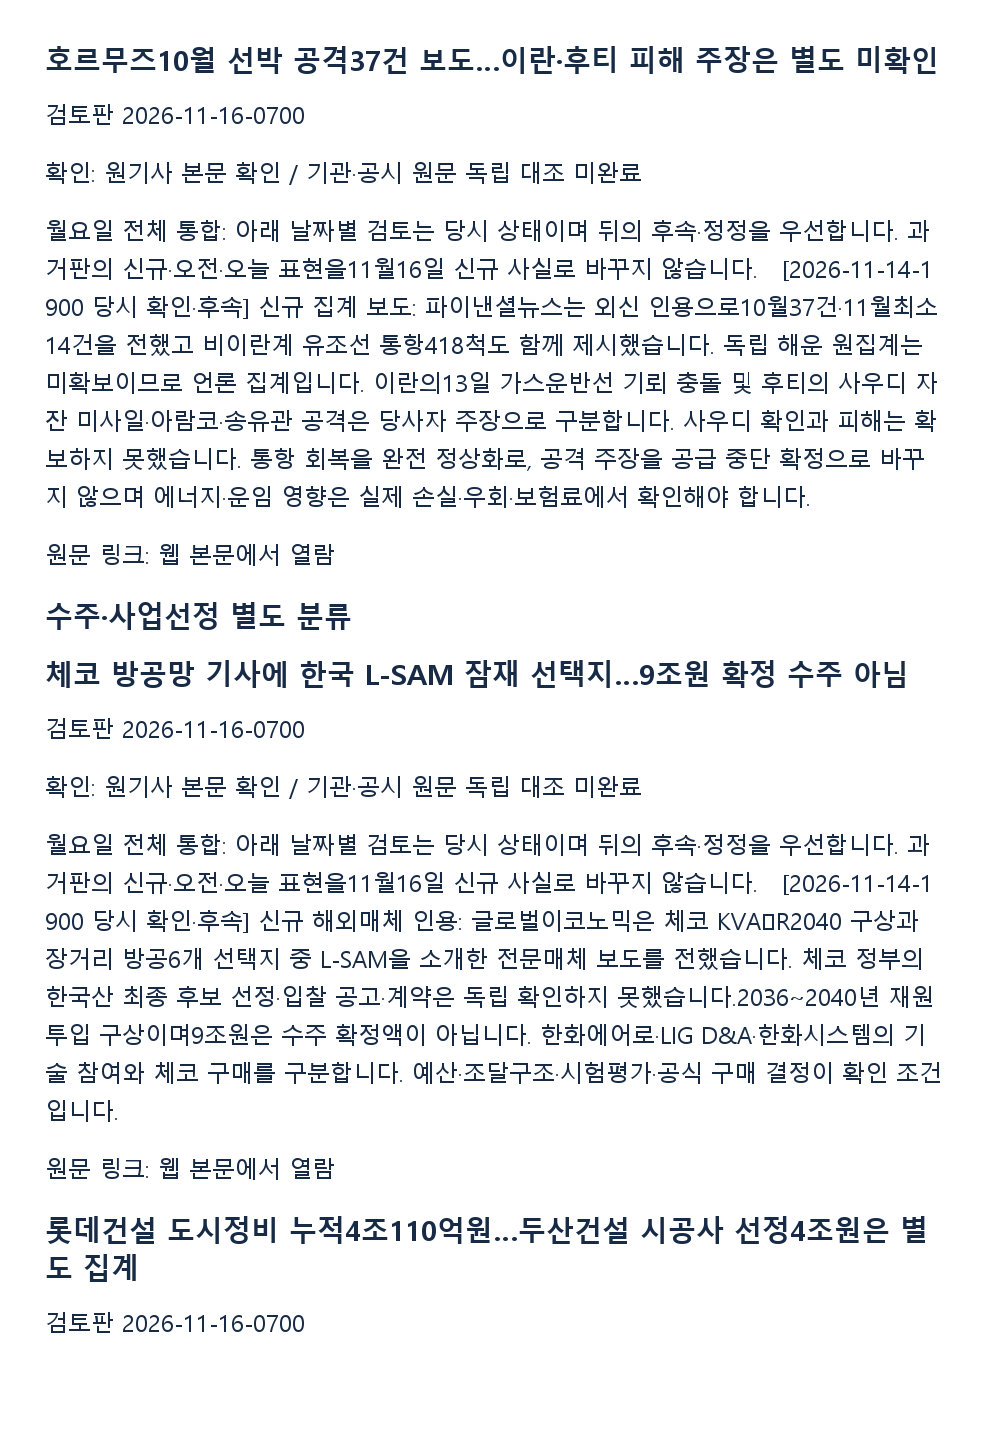 호르무즈10월 선박 공격37건 보도…이란·후티 피해 주장은 별도 미확인
검토판 2026-11-16-0700
확인: 원기사 본문 확인 / 기관·공시 원문 독립 대조 미완료
월요일 전체 통합: 아래 날짜별 검토는 당시 상태이며 뒤의 후속·정정을 우선합니다. 과
거판의 신규·오전·오늘 표현을11월16일 신규 사실로 바꾸지 않습니다. [2026-11-14-1
900 당시 확인·후속] 신규 집계 보도: 파이낸셜뉴스는 외신 인용으로10월37건·11월최소
14건을 전했고 비이란계 유조선 통항418척도 함께 제시했습니다. 독립 해운 원집계는
미확보이므로 언론 집계입니다. 이란의13일 가스운반선 기뢰 충돌 및 후티의 사우디 자
잔 미사일·아람코·송유관 공격은 당사자 주장으로 구분합니다. 사우디 확인과 피해는 확
보하지 못했습니다. 통항 회복을 완전 정상화로, 공격 주장을 공급 중단 확정으로 바꾸
지 않으며 에너지·운임 영향은 실제 손실·우회·보험료에서 확인해야 합니다.
원문 링크: 웹 본문에서 열람
수주·사업선정 별도 분류
체코 방공망 기사에 한국 L-SAM 잠재 선택지…9조원 확정 수주 아님
검토판 2026-11-16-0700
확인: 원기사 본문 확인 / 기관·공시 원문 독립 대조 미완료
월요일 전체 통합: 아래 날짜별 검토는 당시 상태이며 뒤의 후속·정정을 우선합니다. 과
거판의 신규·오전·오늘 표현을11월16일 신규 사실로 바꾸지 않습니다. [2026-11-14-1
900 당시 확인·후속] 신규 해외매체 인용: 글로벌이코노믹은 체코 KVA▯R2040 구상과
장거리 방공6개 선택지 중 L-SAM을 소개한 전문매체 보도를 전했습니다. 체코 정부의
한국산 최종 후보 선정·입찰 공고·계약은 독립 확인하지 못했습니다.2036~2040년 재원
투입 구상이며9조원은 수주 확정액이 아닙니다. 한화에어로·LIG D&A·한화시스템의 기
술 참여와 체코 구매를 구분합니다. 예산·조달구조·시험평가·공식 구매 결정이 확인 조건
입니다.
원문 링크: 웹 본문에서 열람
롯데건설 도시정비 누적4조110억원…두산건설 시공사 선정4조원은 별
도 집계
검토판 2026-11-16-0700